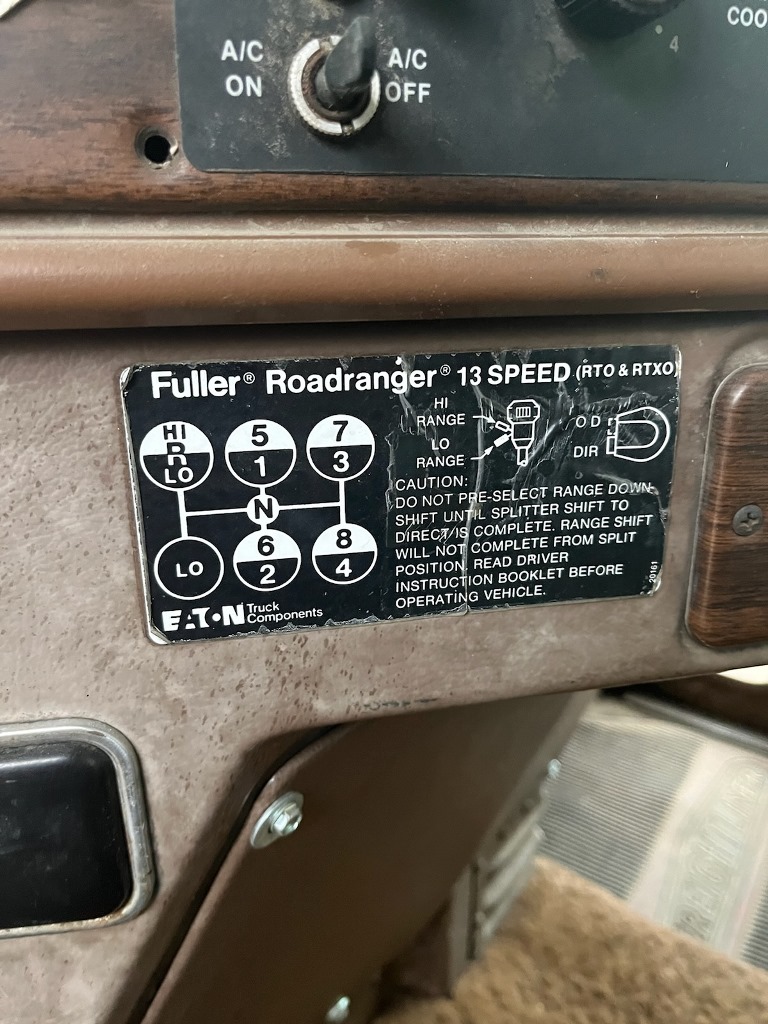 COO
4
A/C
ON
A/C
OFF
Fuller® Roadranger® 13 SPEED (RTO & RTXO)
HI
R
LO
5
1
7
3
N
LO
6
2
8
4
HI
RANGE
LO
RANGE
O D
DIR
CAUTION:
DO NOT PRE-SELECT RANGE DOWN-
SHIFT UNTIL SPLITTER SHIFT TO
DIRECT IS COMPLETE. RANGE SHIFT
WILL NOT COMPLETE FROM SPLIT
POSITION. READ DRIVER
INSTRUCTION BOOKLET BEFORE
OPERATING VEHICLE.
20161
EATON Truck
Components